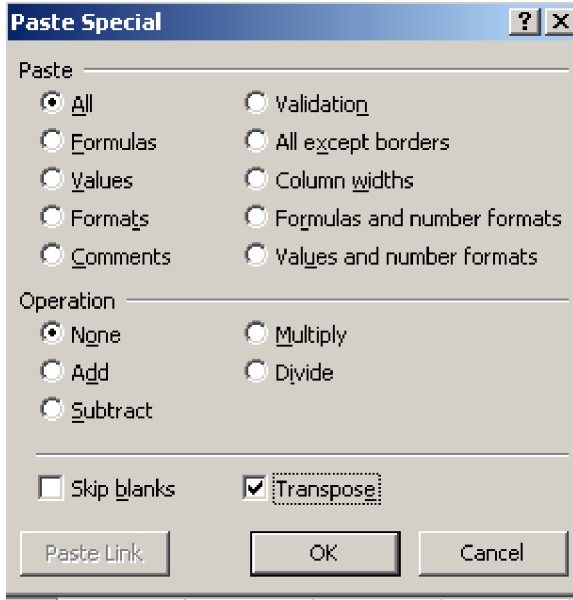 Paste Special
Paste
All Validation
Formulas All except borders
Values Column widths
Formats Formulas and number formats
Comments Values and number formats
Operation
None Multiply
Add Divide
Subtract
Skip blanks Transpose
Paste Link OK Cancel